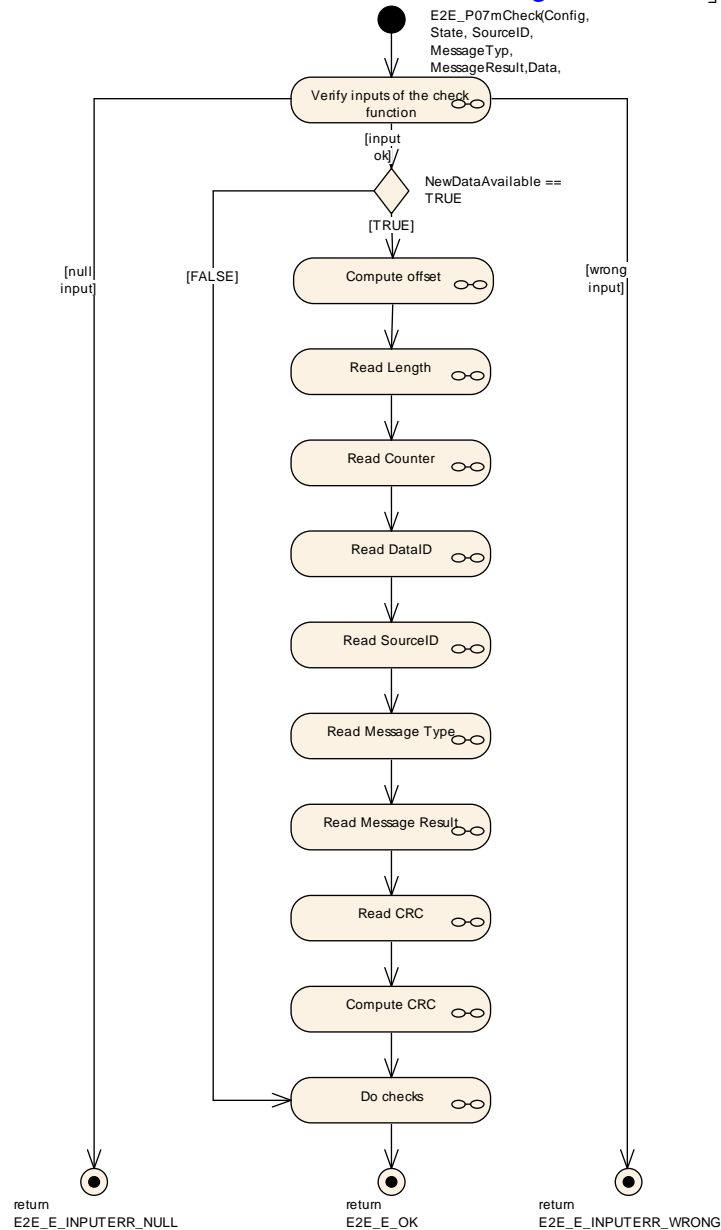 E2E_P07mCheck(Config,
State, SourceID,
MessageTyp,
MessageResult,Data,
Verify inputs of the check
function
[input
ok]
NewDataAvailable ==
TRUE
[TRUE]
[null
input]
[FALSE]
[wrong
input]
Compute offset
Read Length
Read Counter
Read DataID
Read SourceID
Read Message Type
Read Message Result
Read CRC
Compute CRC
Do checks
return
E2E_E_INPUTERR_NULL
return
E2E_E_OK
return
E2E_E_INPUTERR_WRONG